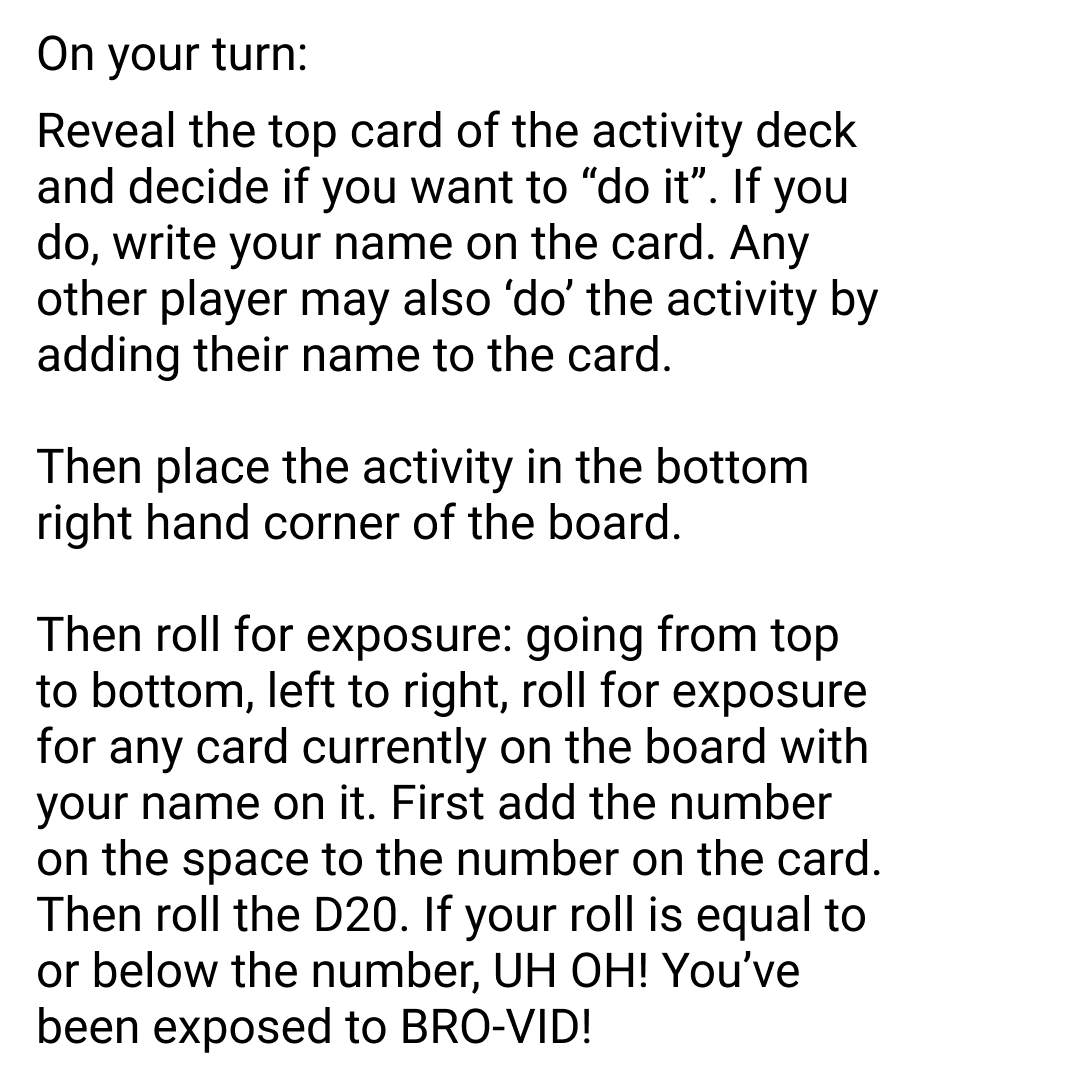 On your turn:
Reveal the top card of the activity deck
and decide if you want to “do it”. If you
do, write your name on the card. Any
other player may also ‘do’ the activity by
adding their name to the card.
Then place the activity in the bottom
right hand corner of the board.
Then roll for exposure: going from top
to bottom, left to right, roll for exposure
for any card currently on the board with
your name on it. First add the number
on the space to the number on the card.
Then roll the D20. If your roll is equal to
or below the number, UH OH! You’ve
been exposed to BRO-VID!